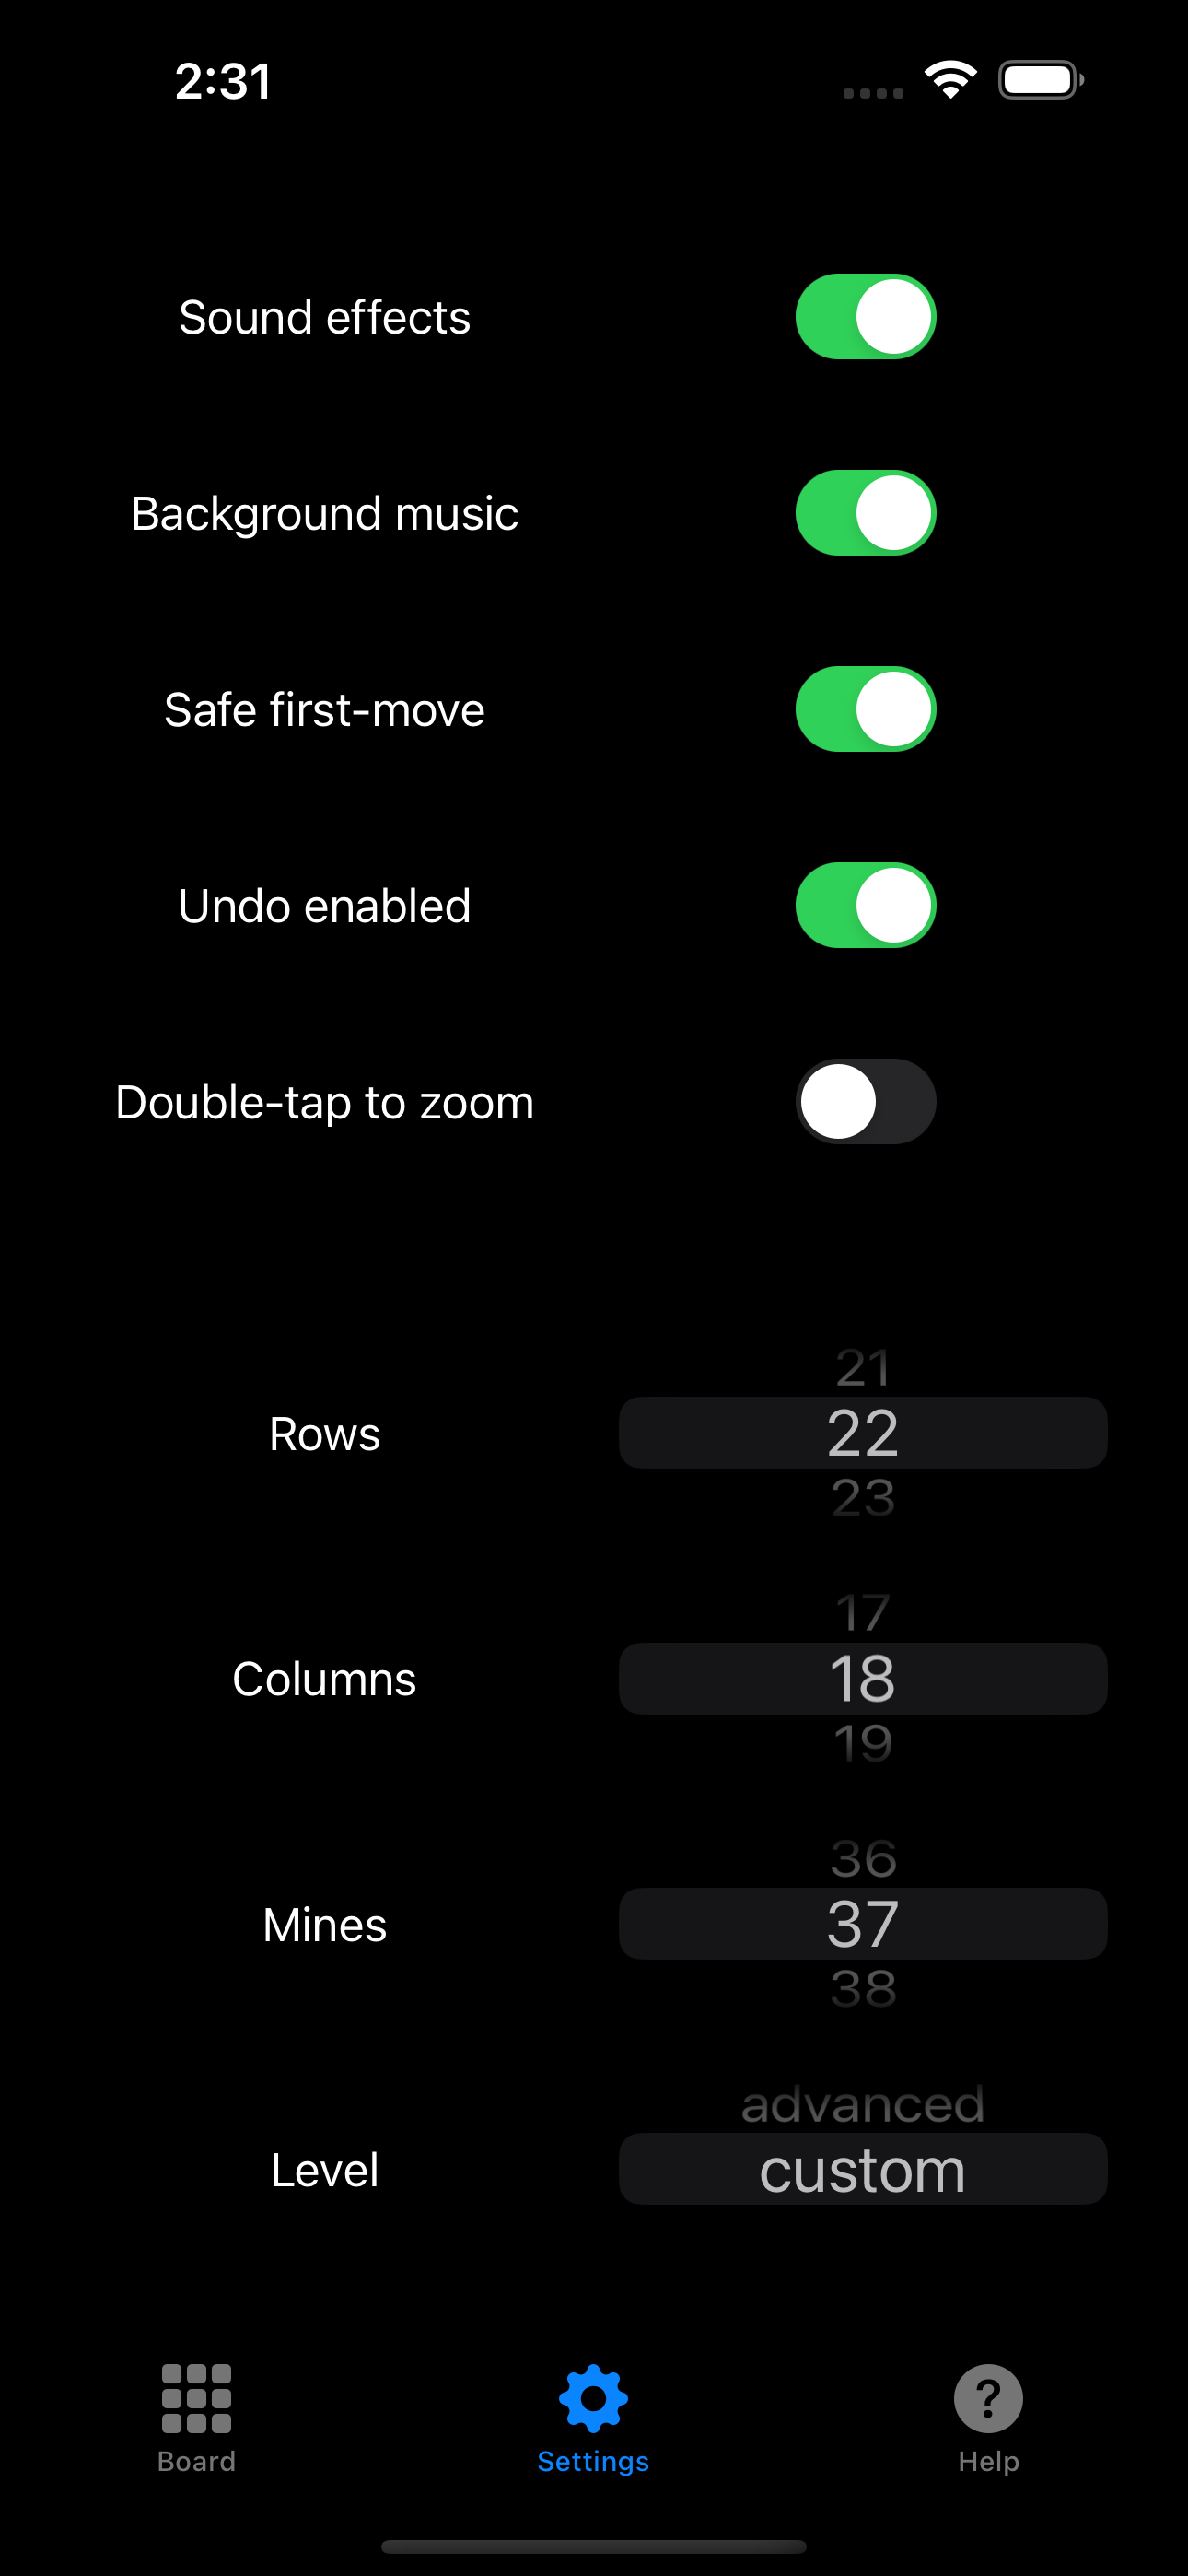 2:31
Sound effects
Background music
Safe first-move
Undo enabled
Double-tap to zoom
21
Rows 22
23
17
Columns 18
19
36
Mines 37
38
advanced
Level custom
Board Settings Help